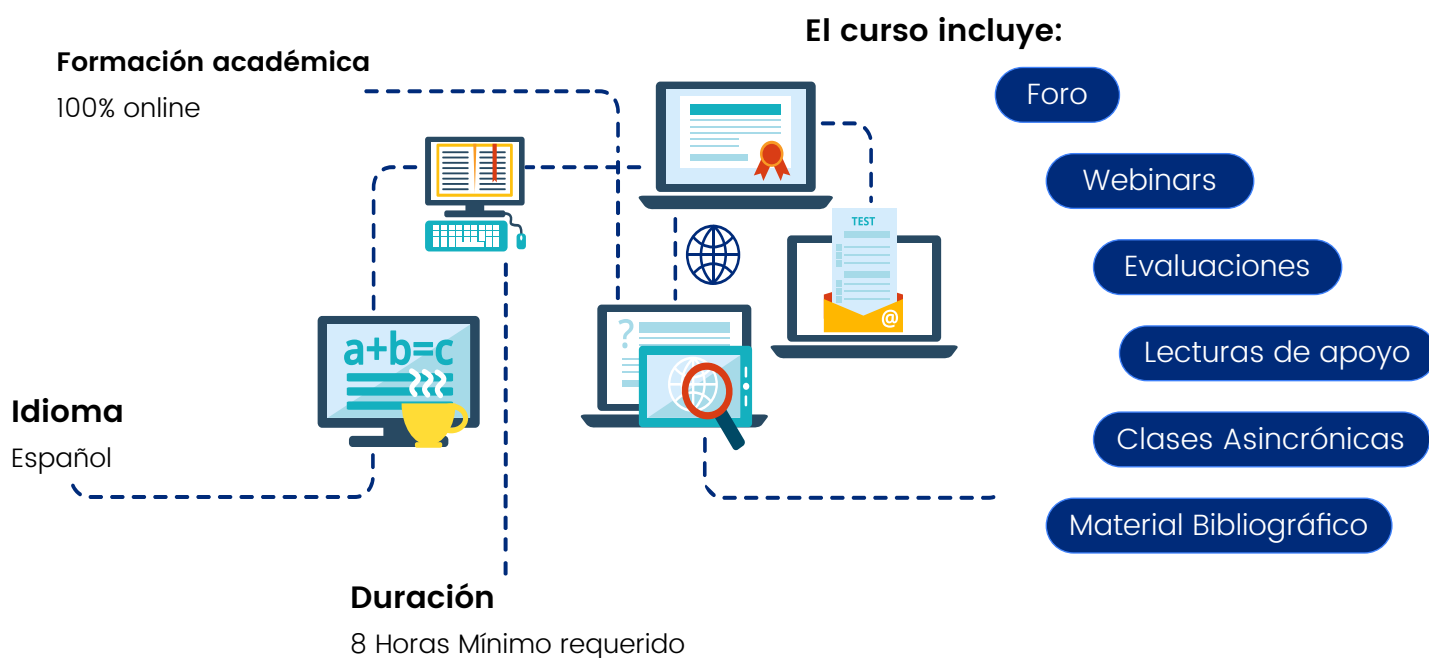 El curso incluye:
Formación académica
100% online
Foro
Webinars
TEST
Evaluaciones
@
?
a+b=c
Lecturas de apoyo
Idioma
Español
Clases Asincrónicas
Material Bibliográfico
Duración
8 Horas Mínimo requerido